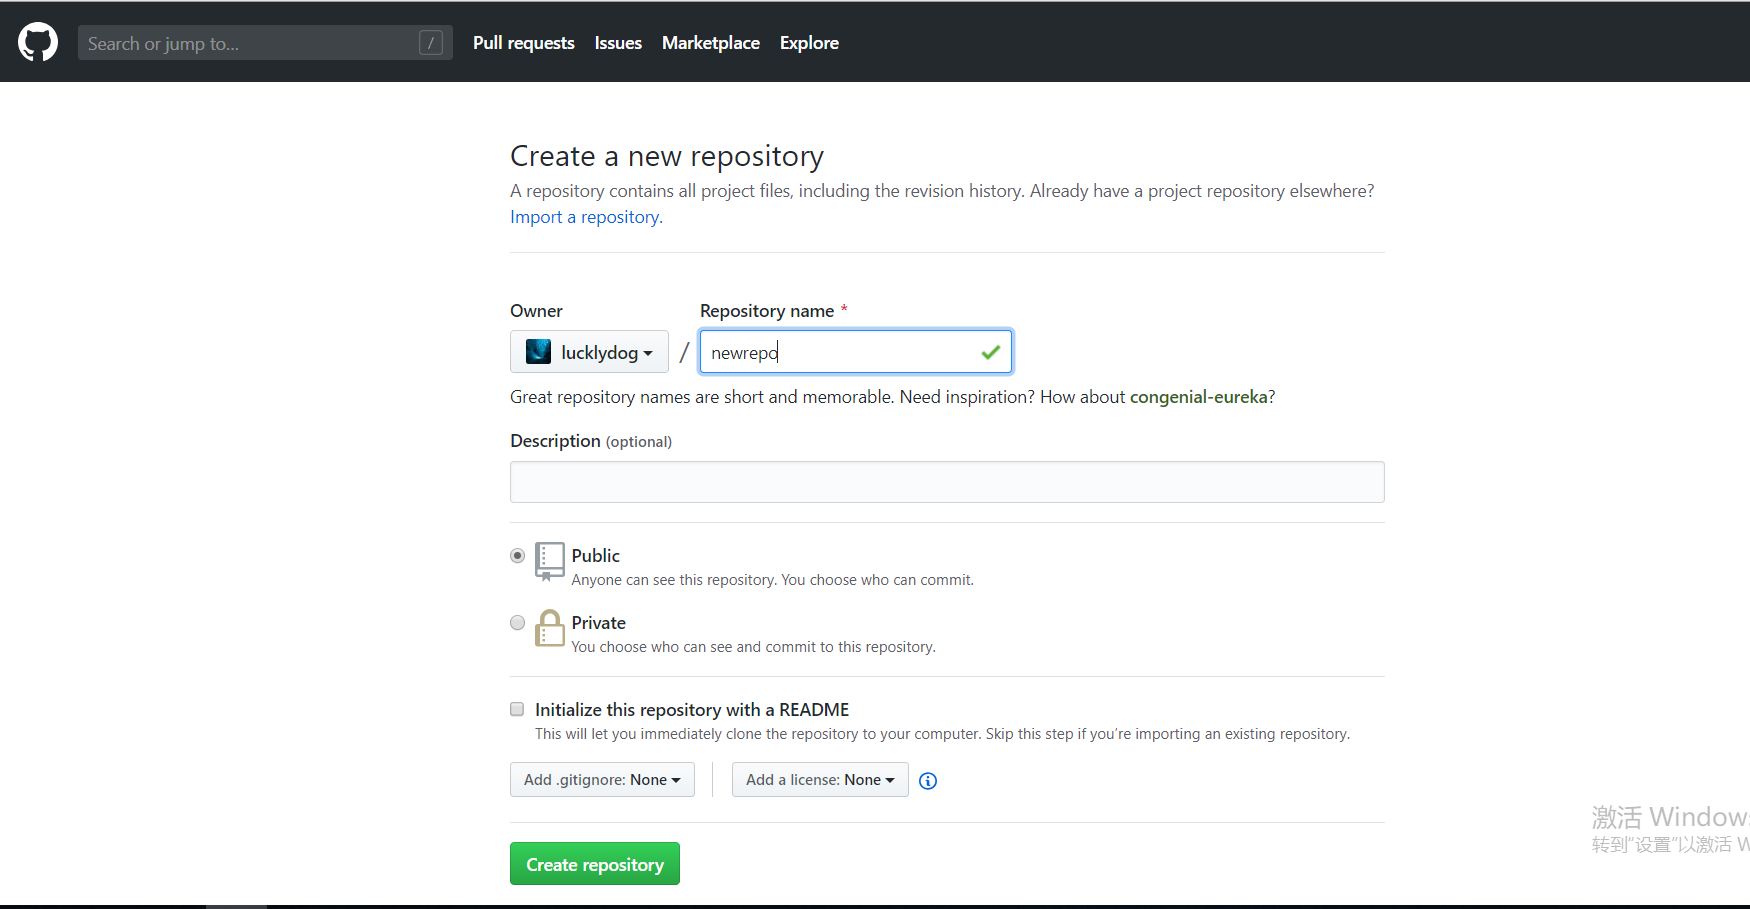 Search or jump to... / Pull requests Issues Marketplace Explore
Create a new repository
A repository contains all project files, including the revision history. Already have a project repository elsewhere?
Import a repository.
Owner Repository name *
lucklydog / newrepo
Great repository names are short and memorable. Need inspiration? How about congenial-eureka?
Description (optional)
Public
Anyone can see this repository. You choose who can commit.
Private
You choose who can see and commit to this repository.
Initialize this repository with a README
This will let you immediately clone the repository to your computer. Skip this step if you’re importing an existing repository.
Add .gitignore: None Add a license: None
激活 Windows
转到“设置”以激活 W
Create repository